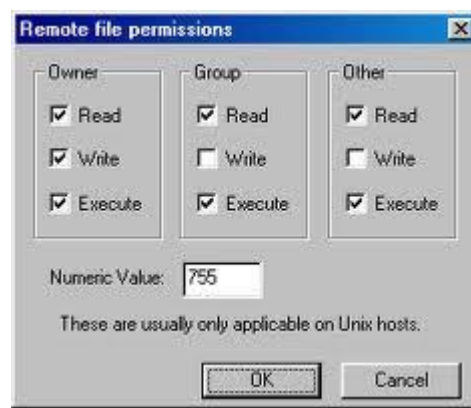 Remote file permissions
Owner Group Other
Read Read Read
Write Write Write
Execute Execute Execute
Numeric Value: 755
These are usually only applicable on Unix hosts.
OK Cancel